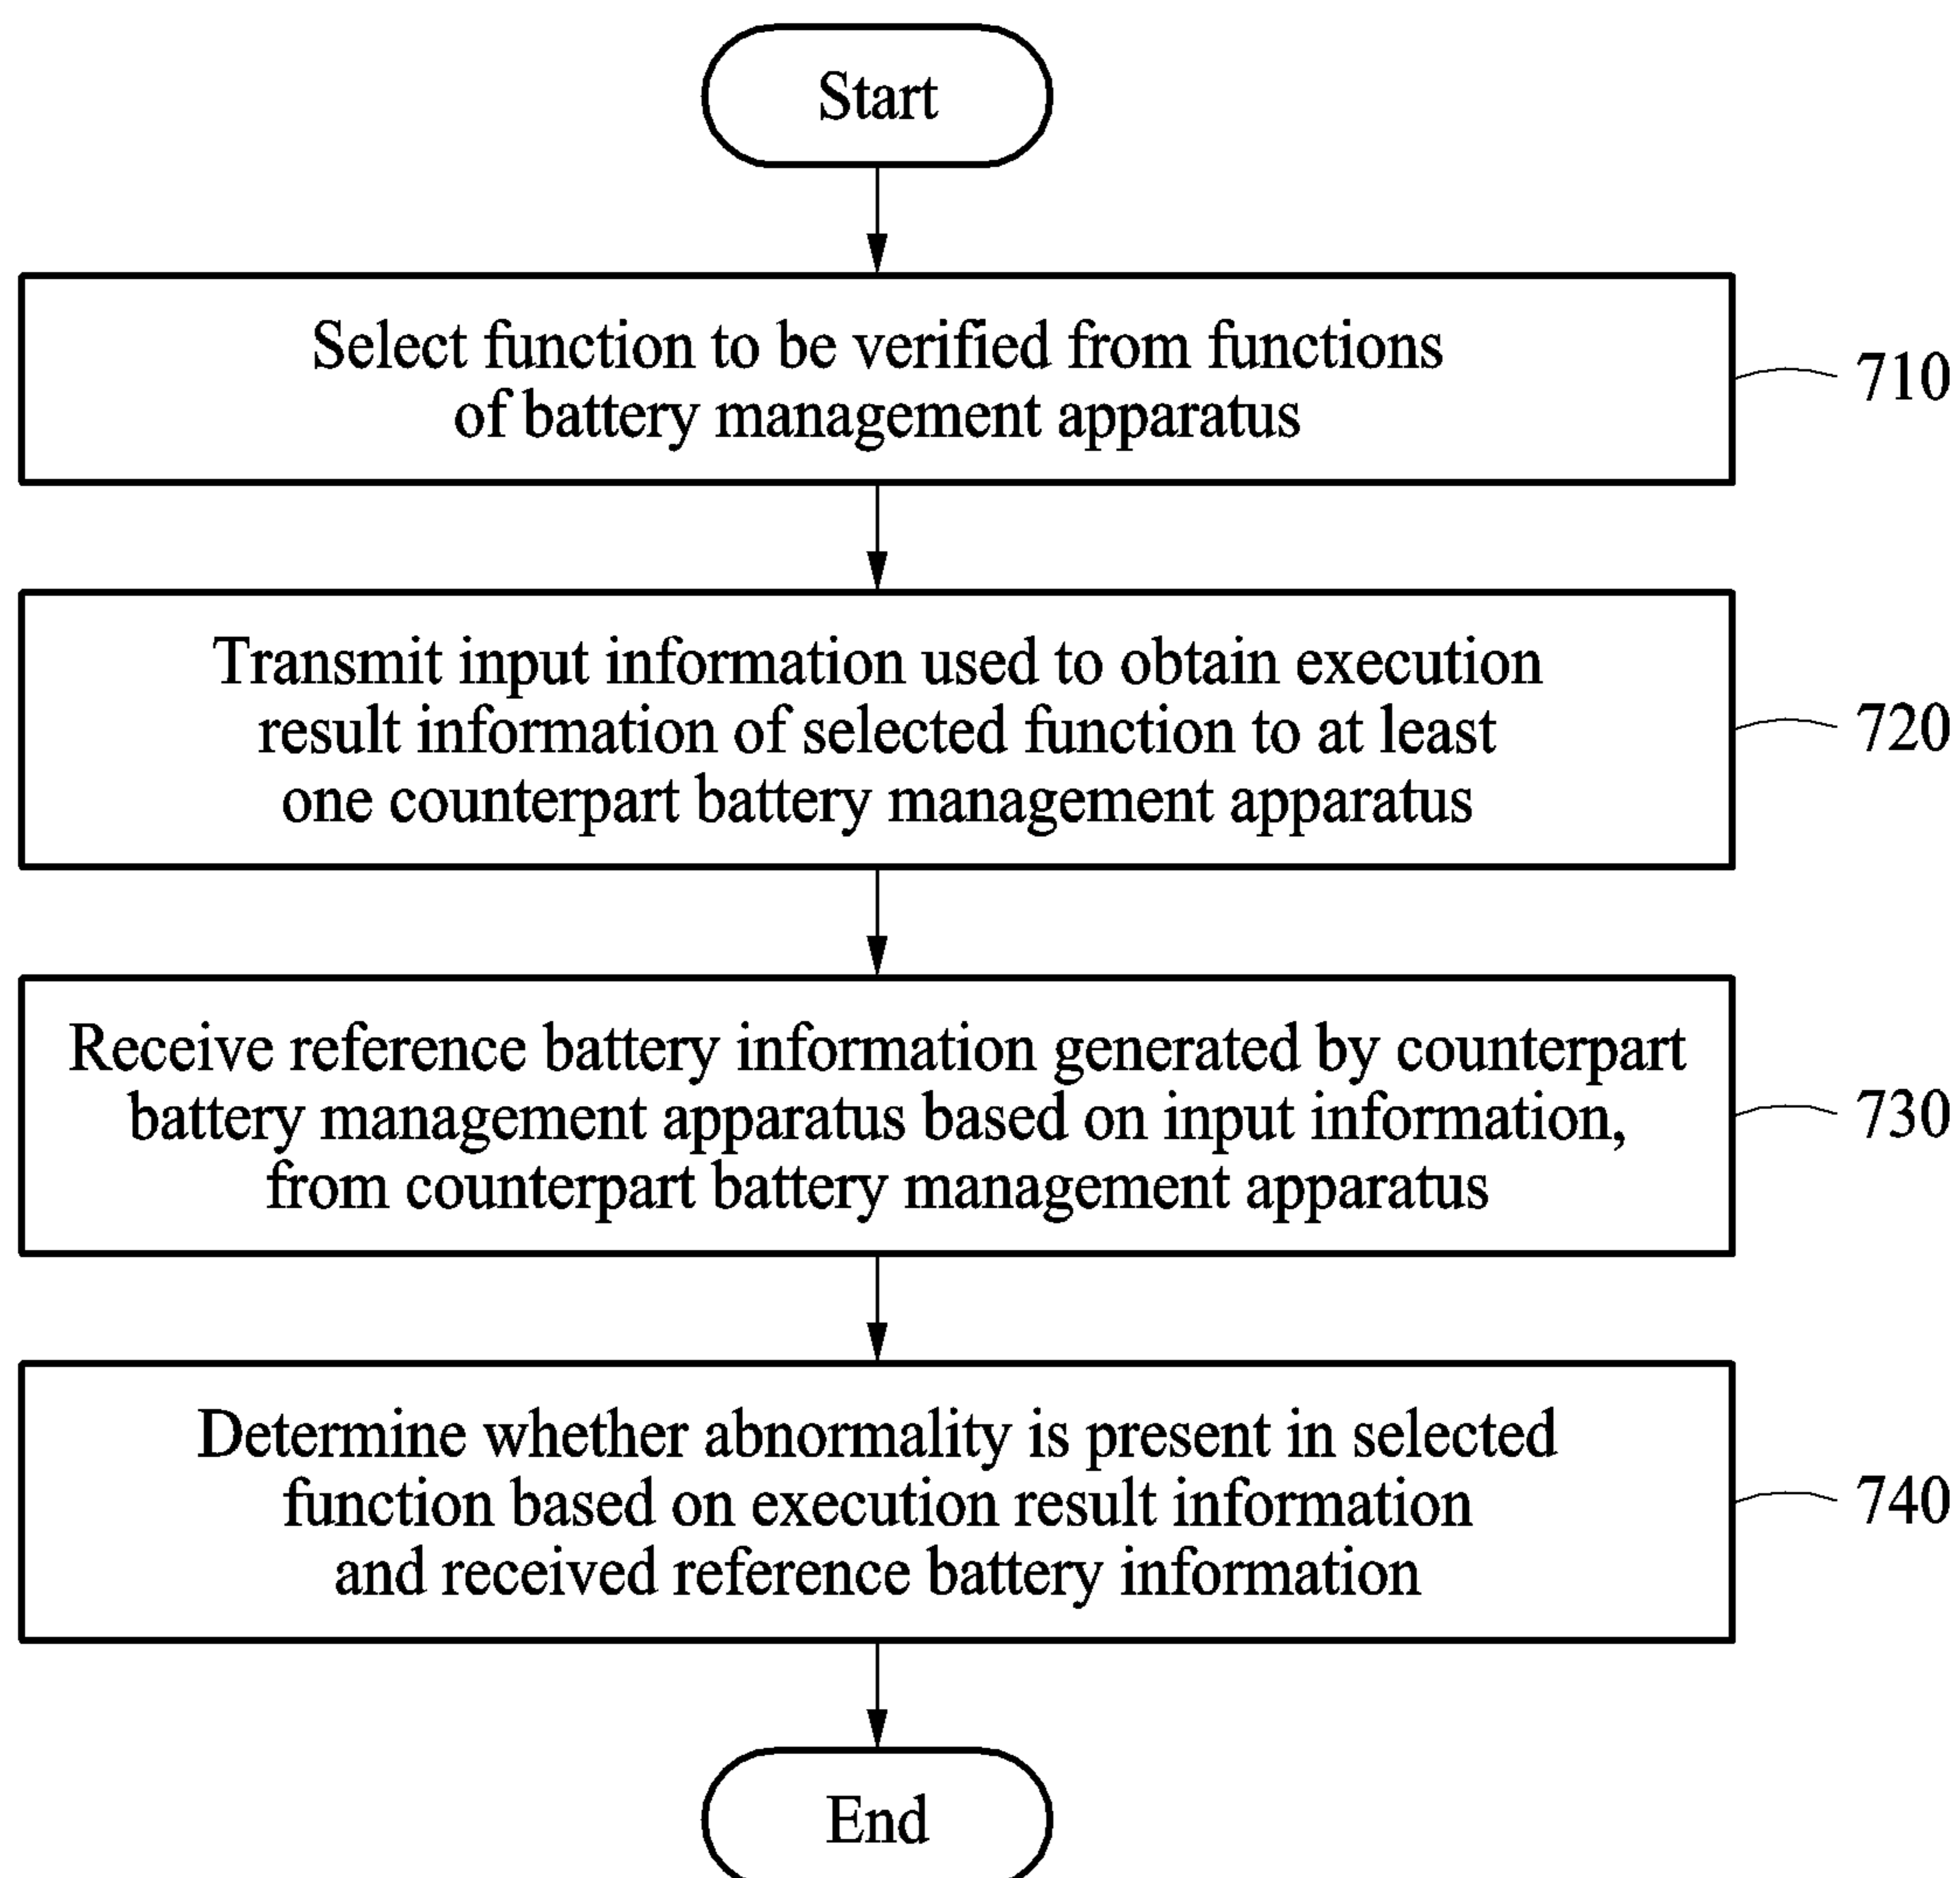 Start
Select function to be verified from functions
of battery management apparatus
710
Transmit input information used to obtain execution
result information of selected function to at least
one counterpart battery management apparatus
720
Receive reference battery information generated by counterpart
battery management apparatus based on input information,
from counterpart battery management apparatus
730
Determine whether abnormality is present in selected
function based on execution result information
and received reference battery information
740
End